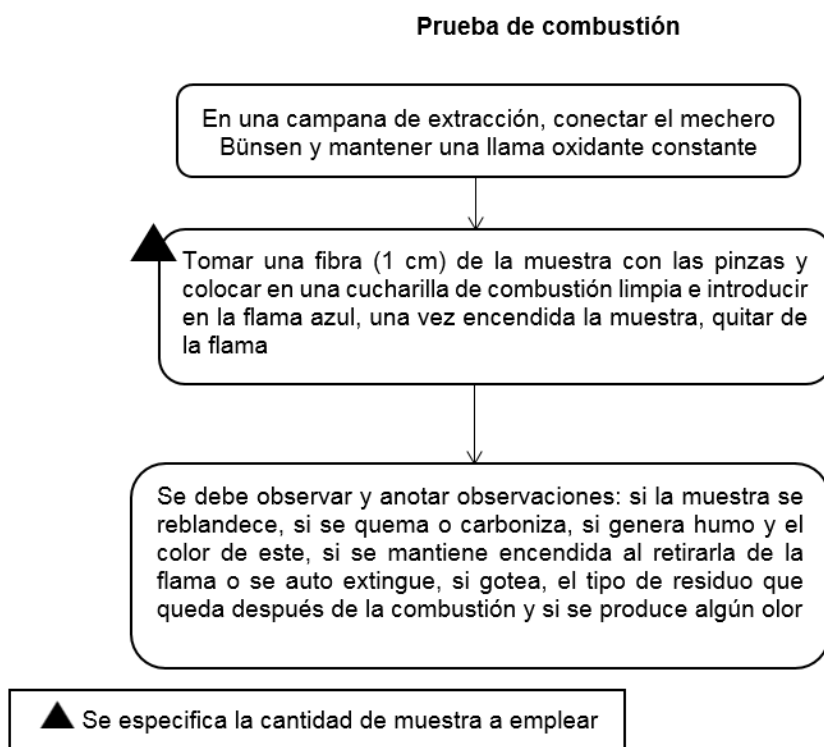 Prueba de combustión
En una campana de extracción, conectar el mechero
Bünsen y mantener una llama oxidante constante
Tomar una fibra (1 cm) de la muestra con las pinzas y
colocar en una cucharilla de combustión limpia e introducir
en la flama azul, una vez encendida la muestra, quitar de
la flama
Se debe observar y anotar observaciones: si la muestra se
reblandece, si se quema o carboniza, si genera humo y el
color de este, si se mantiene encendida al retirarla de la
flama o se auto extingue, si gotea, el tipo de residuo que
queda después de la combustión y si se produce algún olor
Se especifica la cantidad de muestra a emplear